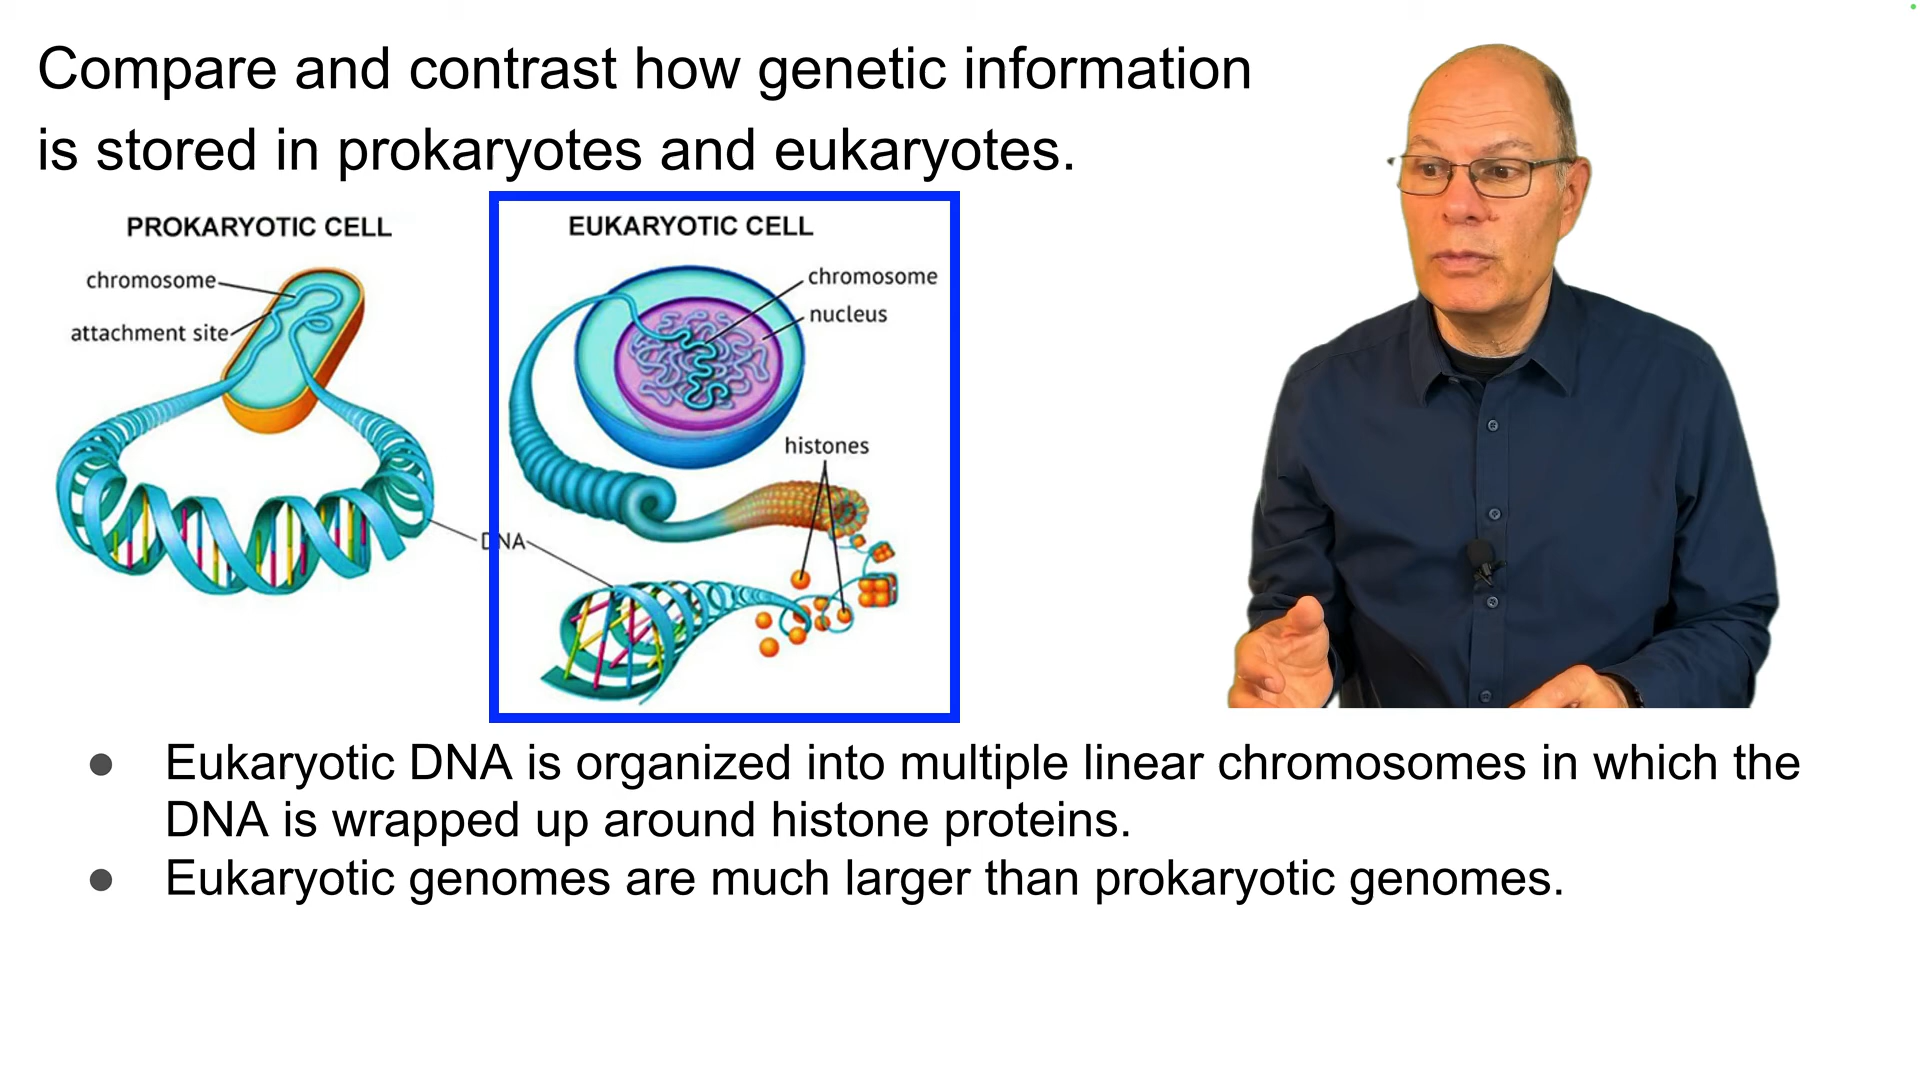 Compare and contrast how genetic information
is stored in prokaryotes and eukaryotes.
PROKARYOTIC CELL
chromosome
attachment site
DNA
EUKARYOTIC CELL
chromosome
nucleus
histones
● Eukaryotic DNA is organized into multiple linear chromosomes in which the
DNA is wrapped up around histone proteins.
● Eukaryotic genomes are much larger than prokaryotic genomes.